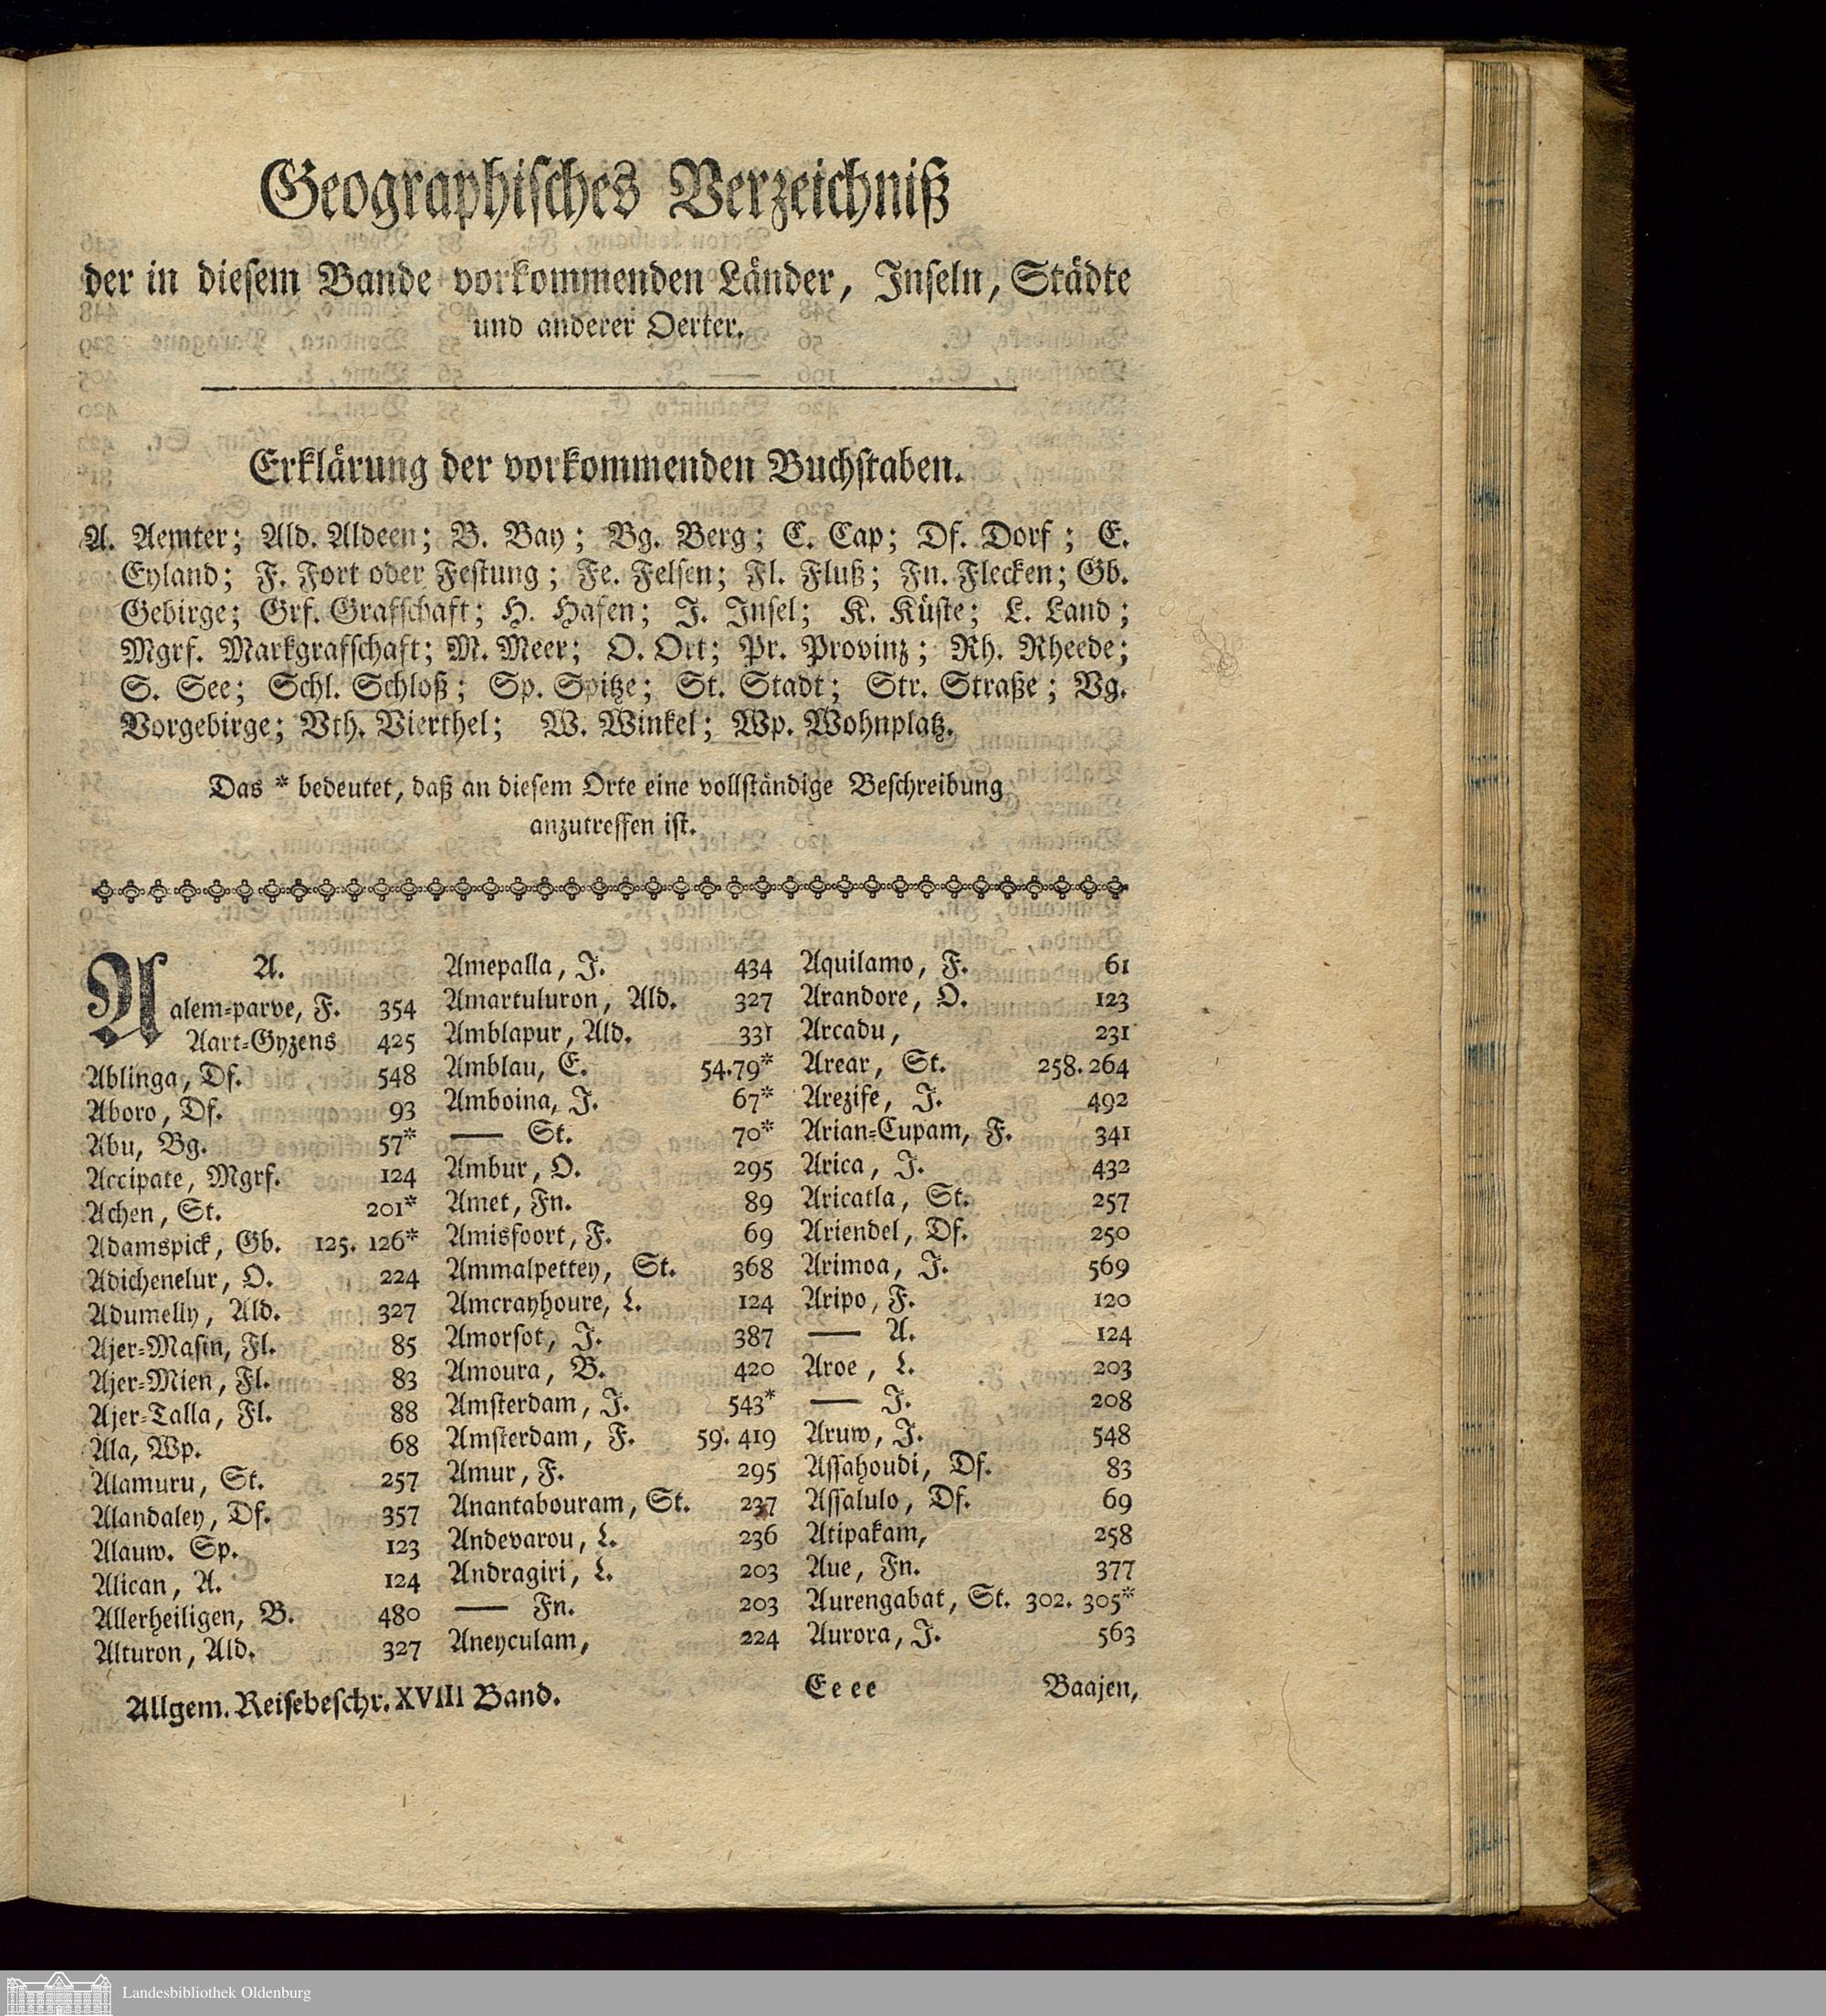 Geographisches Verzeichniß
der in diesem Bande vorkommenden Länder, Inseln, Städte
und anderer Oerter.
Erklärung der vorkommenden Buchstaben.
A. Aemter; Ald. Aldeen; B. Bay; Bg. Berg; C. Cap; Df. Dorf; E.
Eyland; F. Fort oder Festung; Fe. Felsen; Fl. Fluß; Fn. Flecken; Gb.
Gebirge; Grf. Grafschaft; H. Hafen; J. Insel; K. Küste; L. Land;
Mgrf. Markgrafschaft; M. Meer; O. Ort; Pr. Provinz; Rh. Rheede;
S. See; Schl. Schloß; Sp. Spitze; St. Stadt; Str. Straße; Vg.
Vorgebirge; Vth. Vierthel; W. Winkel; Wp. Wohnplatz.
Das * bedeutet, daß an diesem Orte eine vollständige Beschreibung
anzutreffen ist.
A.
Aalem-parve, F. 354
Aart-Gyzens 425
Ablinga, Df. 548
Aboro, Df. 93
Abu, Bg. 57*
Accipate, Mgrf. 124
Achen, St. 201*
Adamspick, Gb. 125. 126*
Adichenelur, O. 224
Adumelly, Ald. 327
Ajer-Masin, Fl. 85
Ajer-Mien, Fl. 83
Ajer-Talla, Fl. 88
Ala, Wp. 68
Alamuru, St. 257
Alandaley, Df. 357
Alauw. Sp. 123
Alican, A. 124
Allerheiligen, B. 480
Alturon, Ald. 327
Amepalla, J. 434
Amartuluron, Ald. 327
Amblapur, Ald. 331
Amblau, E. 54.79*
Amboina, J. 67*
— St. 70*
Ambur, O. 295
Amet, Fn. 89
Amisfoort, F. 69
Ammalpettey, St. 368
Amcrayhoure, L. 124
Amorsot, J. 387
Amoura, B. 420
Amsterdam, J. 543*
Amsterdam, F. 59. 419
Amur, F. 295
Anantabouram, St. 237
Andevarou, L. 236
Andragiri, L. 203
— Fn. 203
Aneyculam, 224
Aquilamo, F. 61
Arandore, O. 123
Arcadu, 231
Arear, St. 258. 264
Arezife, J. 492
Arian-Cupam, F. 341
Arica, J. 432
Aricatla, St. 257
Ariendel, Df. 250
Arimoa, J. 569
Aripo, F. 120
— A. 124
Aroe, L. 203
— J. 208
Aruw, J. 548
Assahoudi, Df. 83
Assalulo, Df. 69
Atipakam, 258
Aue, Fn. 377
Aurengabat, St. 302. 305*
Aurora, J. 563
Allgem. Reisebeschr. XVIII Band.
Eeee
Baajen,
Landesbibliothek Oldenburg